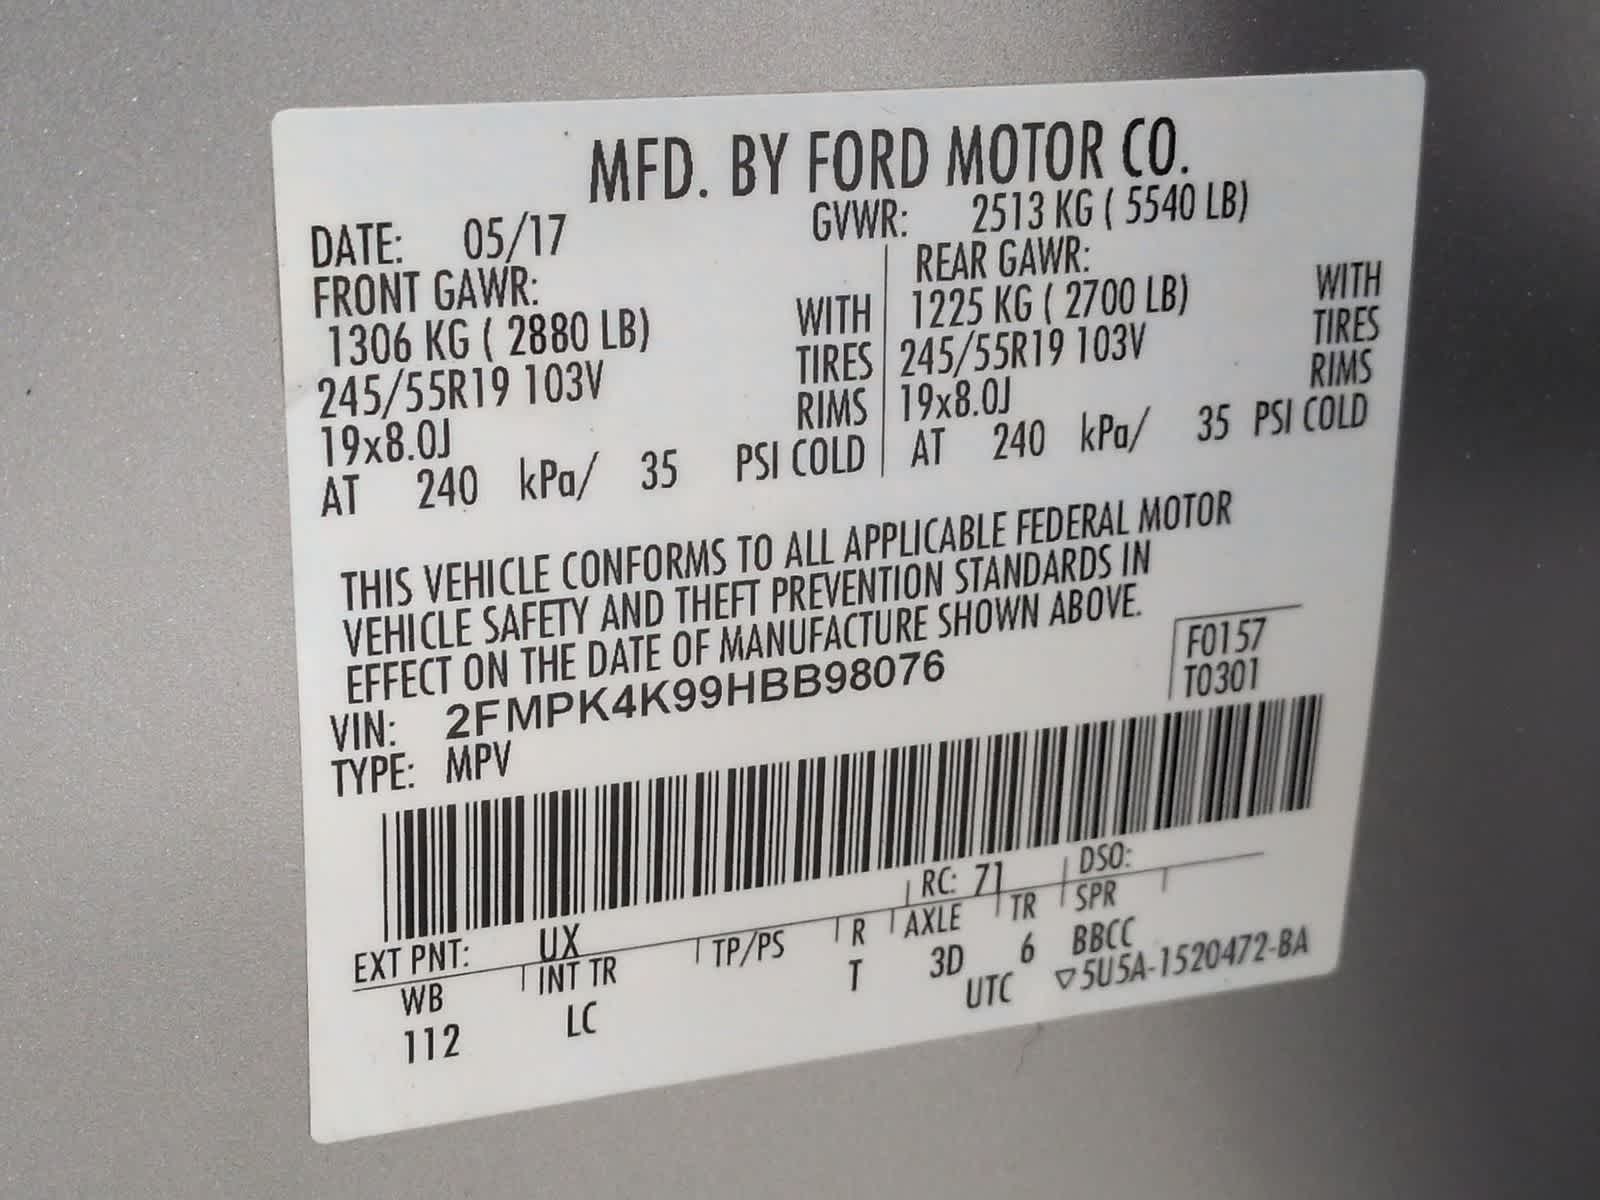 MFD. BY FORD MOTOR CO.
DATE: 05/17 GVWR: 2513 KG ( 5540 LB)
FRONT GAWR: REAR GAWR:
1306 KG ( 2880 LB) WITH 1225 KG ( 2700 LB) WITH
245/55R19 103V TIRES 245/55R19 103V TIRES
19x8.0J RIMS 19x8.0J RIMS
AT 240 kPa/ 35 PSI COLD AT 240 kPa/ 35 PSI COLD
THIS VEHICLE CONFORMS TO ALL APPLICABLE FEDERAL MOTOR
VEHICLE SAFETY AND THEFT PREVENTION STANDARDS IN
EFFECT ON THE DATE OF MANUFACTURE SHOWN ABOVE.
F0157
VIN: 2FMPK4K99HBB98076 T0301
TYPE: MPV
EXT PNT: UX RC: 71 DSO:
WB INT TR TP/PS R AXLE TR SPR
112 LC T 3D 6 BBCC
UTC ▽5U5A-1520472-BA